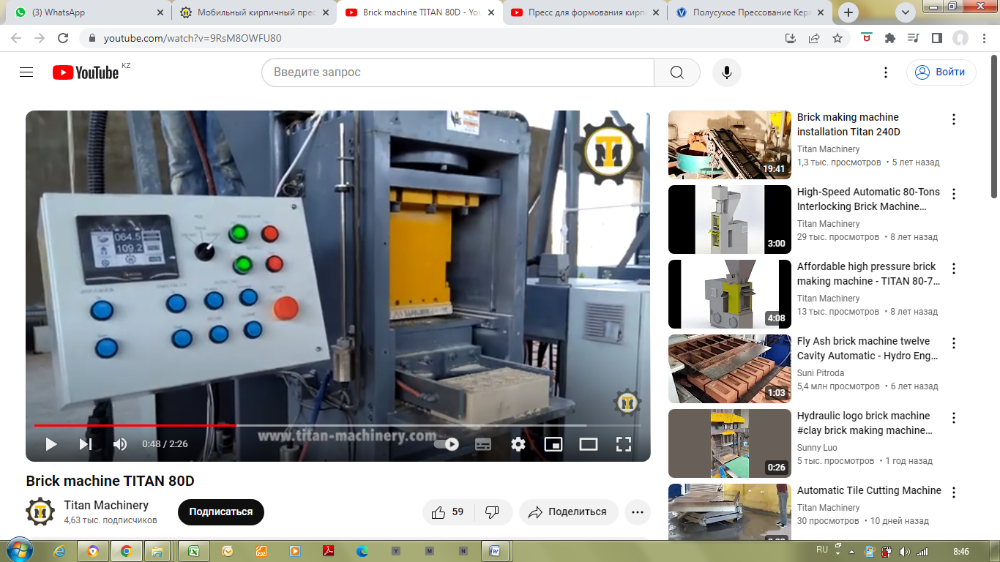 (3) WhatsApp
Мобильный кирпичный прес
Brick machine TITAN 80D - You
Пресс для формования кирп
Полусухое Прессование Кера
youtube.com/watch?v=9RsM8OWFU80
YouTube KZ
Введите запрос
Войти
064.5
109.2
www.titan-machinery.com
0:48 / 2:26
Brick machine TITAN 80D
Titan Machinery
4,63 тыс. подписчиков
Подписаться
59
Поделиться
19:41
Brick making machine
installation Titan 240D
Titan Machinery
1,3 тыс. просмотров • 5 лет назад
3:00
High-Speed Automatic 80-Tons
Interlocking Brick Machine...
Titan Machinery
29 тыс. просмотров • 8 лет назад
4:08
Affordable high pressure brick
making machine - TITAN 80-7...
Titan Machinery
13 тыс. просмотров • 8 лет назад
1:03
Fly Ash brick machine twelve
Cavity Automatic - Hydro Eng...
Suni Pitroda
5,4 млн просмотров • 6 лет назад
0:26
Hydraulic logo brick machine
#clay brick making machine...
Sunny Luo
5 тыс. просмотров • 1 год назад
Automatic Tile Cutting Machine
Titan Machinery
30 просмотров • 10 дней назад
RU
8:46